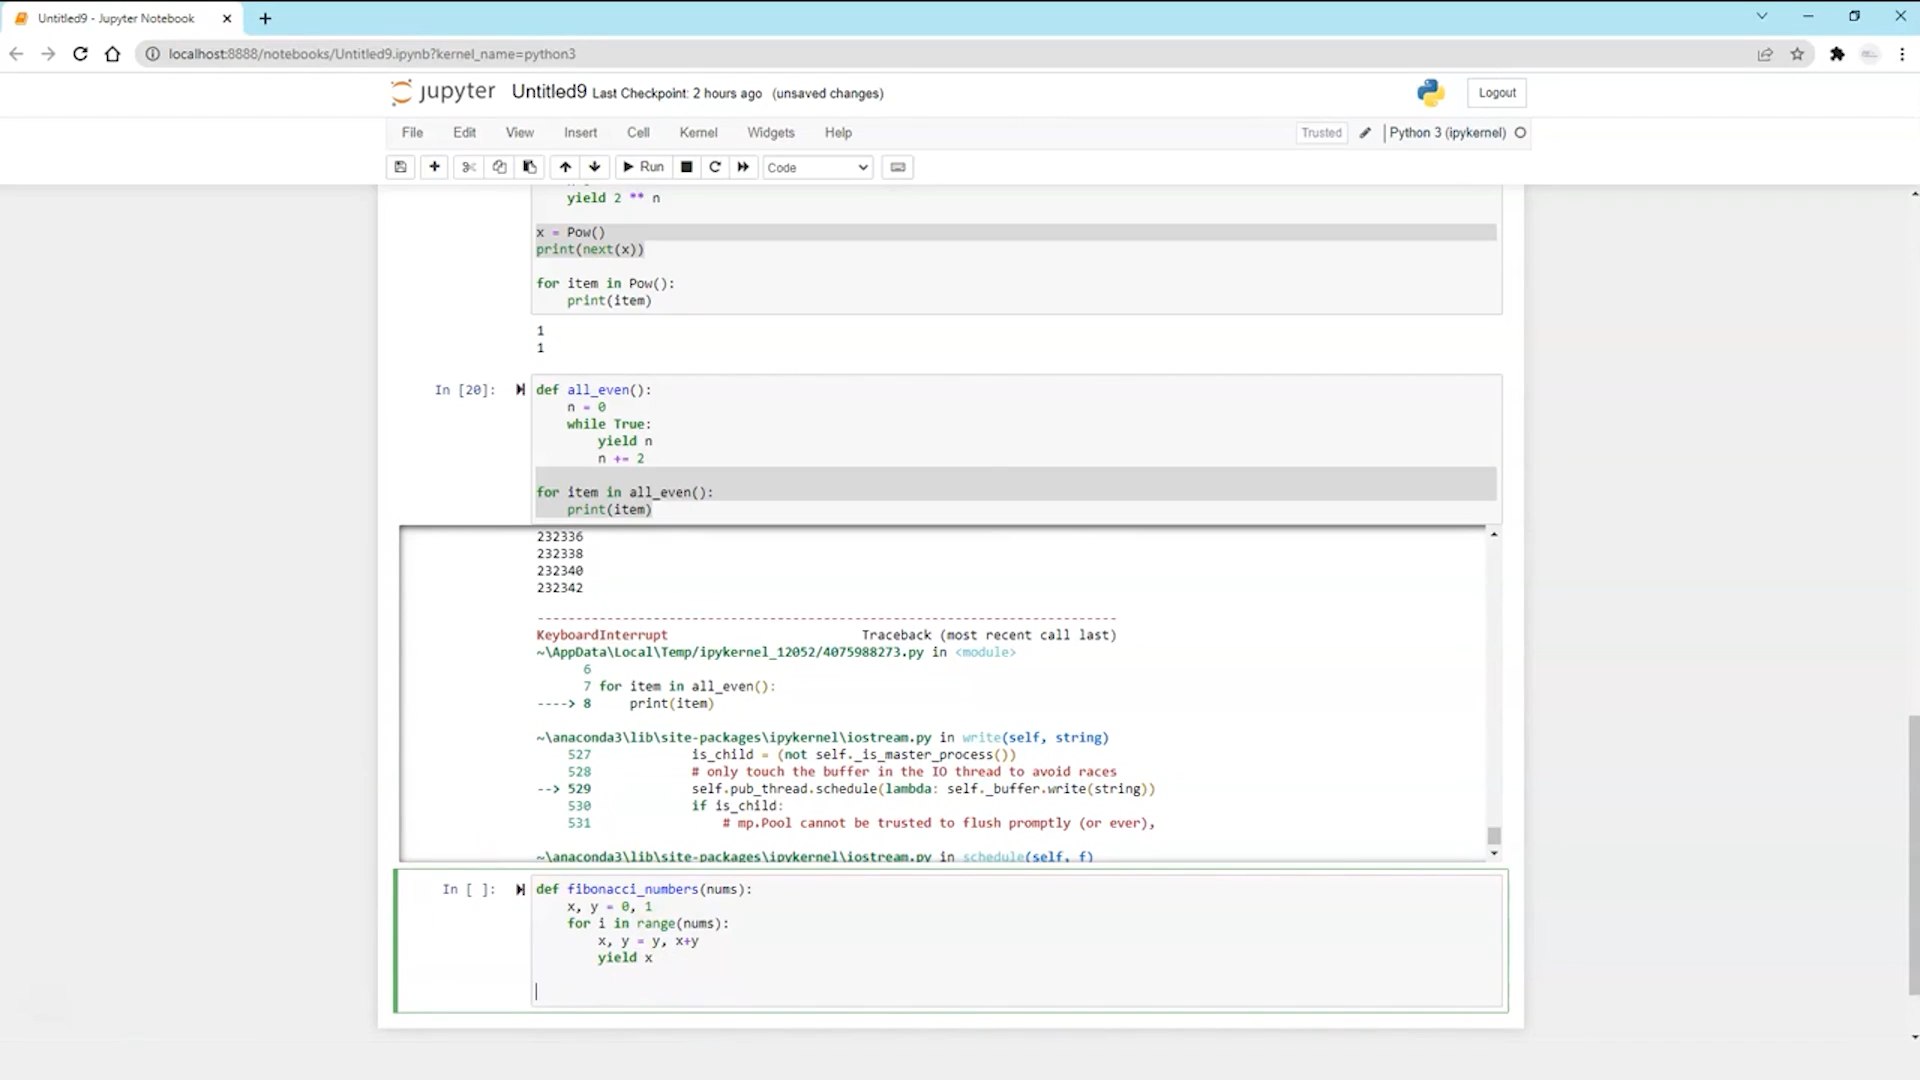 Untitled9 - Jupyter Notebook
localhost:8888/notebooks/Untitled9.ipynb?kernel_name=python3
jupyter Untitled9 Last Checkpoint: 2 hours ago (unsaved changes)
Logout
File Edit View Insert Cell Kernel Widgets Help
Trusted Python 3 (ipykernel)
Run Code
yield 2 ** n
x = Pow()
print(next(x))
for item in Pow():
print(item)
1
1
In [20]: def all_even():
n = 0
while True:
yield n
n += 2
for item in all_even():
print(item)
232336
232338
232340
232342
---------------------------------------------------------------------------
KeyboardInterrupt Traceback (most recent call last)
~\AppData\Local\Temp/ipykernel_12052/4075988273.py in <module>
6
7 for item in all_even():
----> 8 print(item)
~\anaconda3\lib\site-packages\ipykernel\iostream.py in write(self, string)
527 is_child = (not self._is_master_process())
528 # only touch the buffer in the IO thread to avoid races
--> 529 self.pub_thread.schedule(lambda: self._buffer.write(string))
530 if is_child:
531 # mp.Pool cannot be trusted to flush promptly (or ever),
~\anaconda3\lib\site-packages\ipykernel\iostream.py in schedule(self, f)
In [ ]: def fibonacci_numbers(nums):
x, y = 0, 1
for i in range(nums):
x, y = y, x+y
yield x